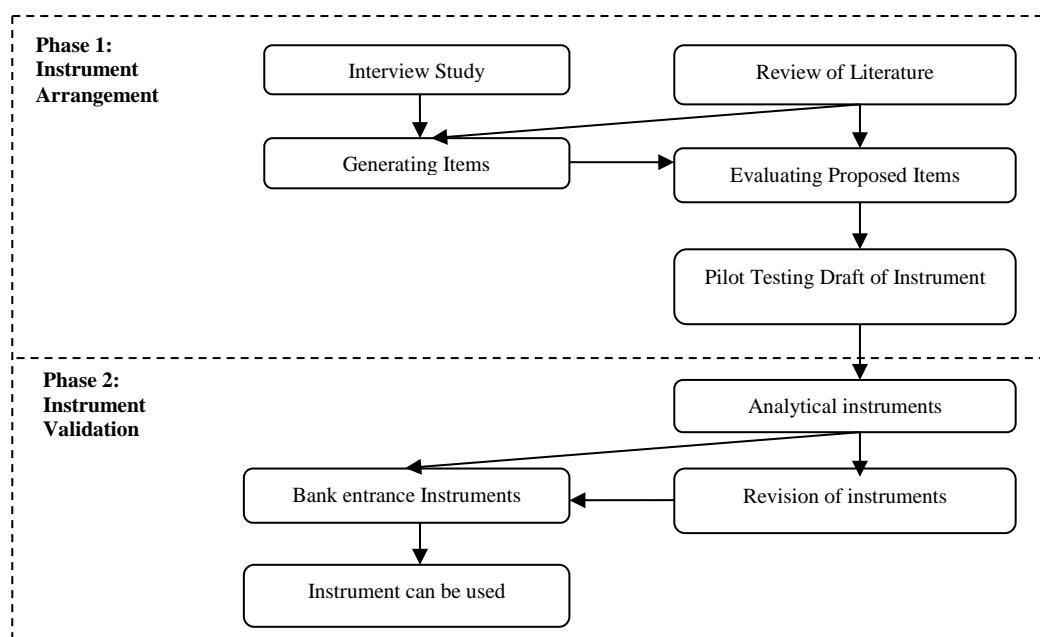 Phase 1:
Instrument
Arrangement
Interview Study
Review of Literature
Generating Items
Evaluating Proposed Items
Pilot Testing Draft of Instrument
Phase 2:
Instrument
Validation
Analytical instruments
Bank entrance Instruments
Revision of instruments
Instrument can be used